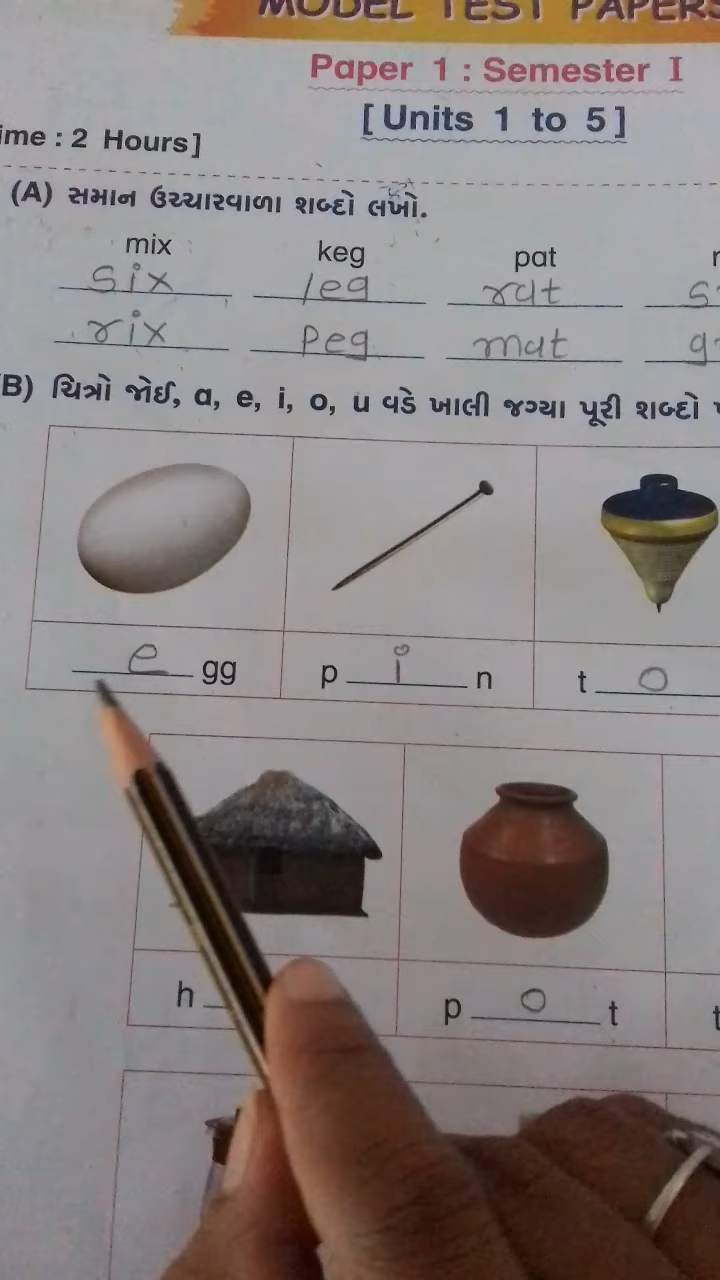 MODEL TEST PAPERS
Paper 1 : Semester I
[ Units 1 to 5 ]
ime : 2 Hours]
(A) સમાન ઉચ્ચારવાળા શબ્દો લખો.
mix keg pat
six leg rat
rix peg mat
B) ચિત્રો જોઈ, a, e, i, o, u વડે ખાલી જગ્યા પૂરી શબ્દો
e gg p i n t o
h p o t t